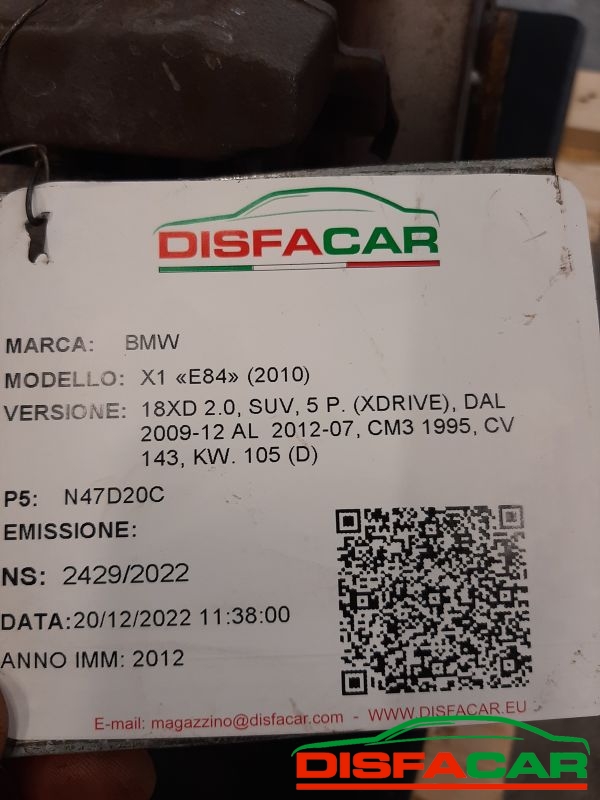 DISFACAR
MARCA: BMW
MODELLO: X1 «E84» (2010)
VERSIONE: 18XD 2.0, SUV, 5 P. (XDRIVE), DAL
2009-12 AL 2012-07, CM3 1995, CV
143, KW. 105 (D)
P5: N47D20C
EMISSIONE:
NS: 2429/2022
DATA:20/12/2022 11:38:00
ANNO IMM: 2012
E-mail: magazzino@disfacar.com - WWW.DISFACAR.EU
DISFACAR